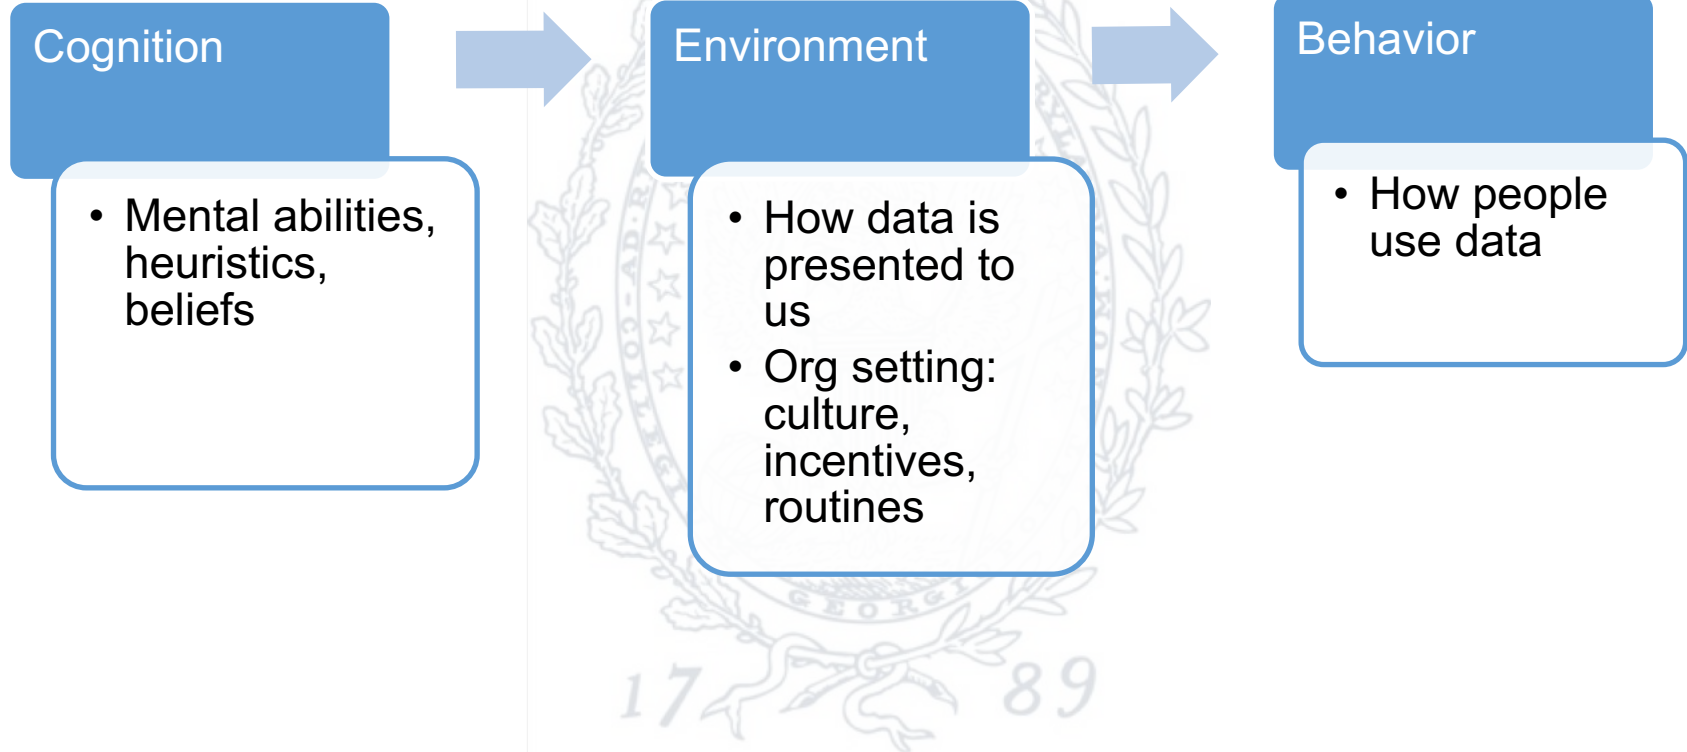 Cognition
• Mental abilities,
heuristics,
beliefs
Environment
• How data is
presented to
us
• Org setting:
culture,
incentives,
routines
Behavior
• How people
use data
GEORGI
17 89